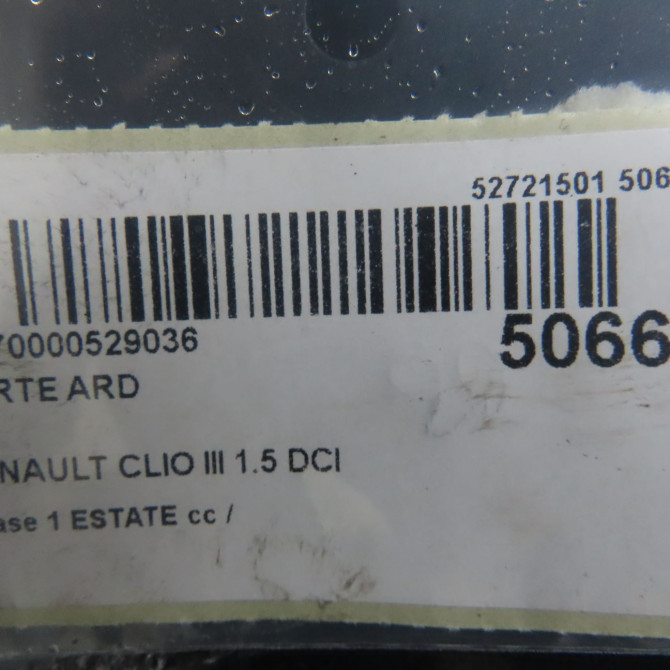 52721501 506
70000529036
5066
RTE ARD
NAULT CLIO III 1.5 DCI
ase 1 ESTATE cc /